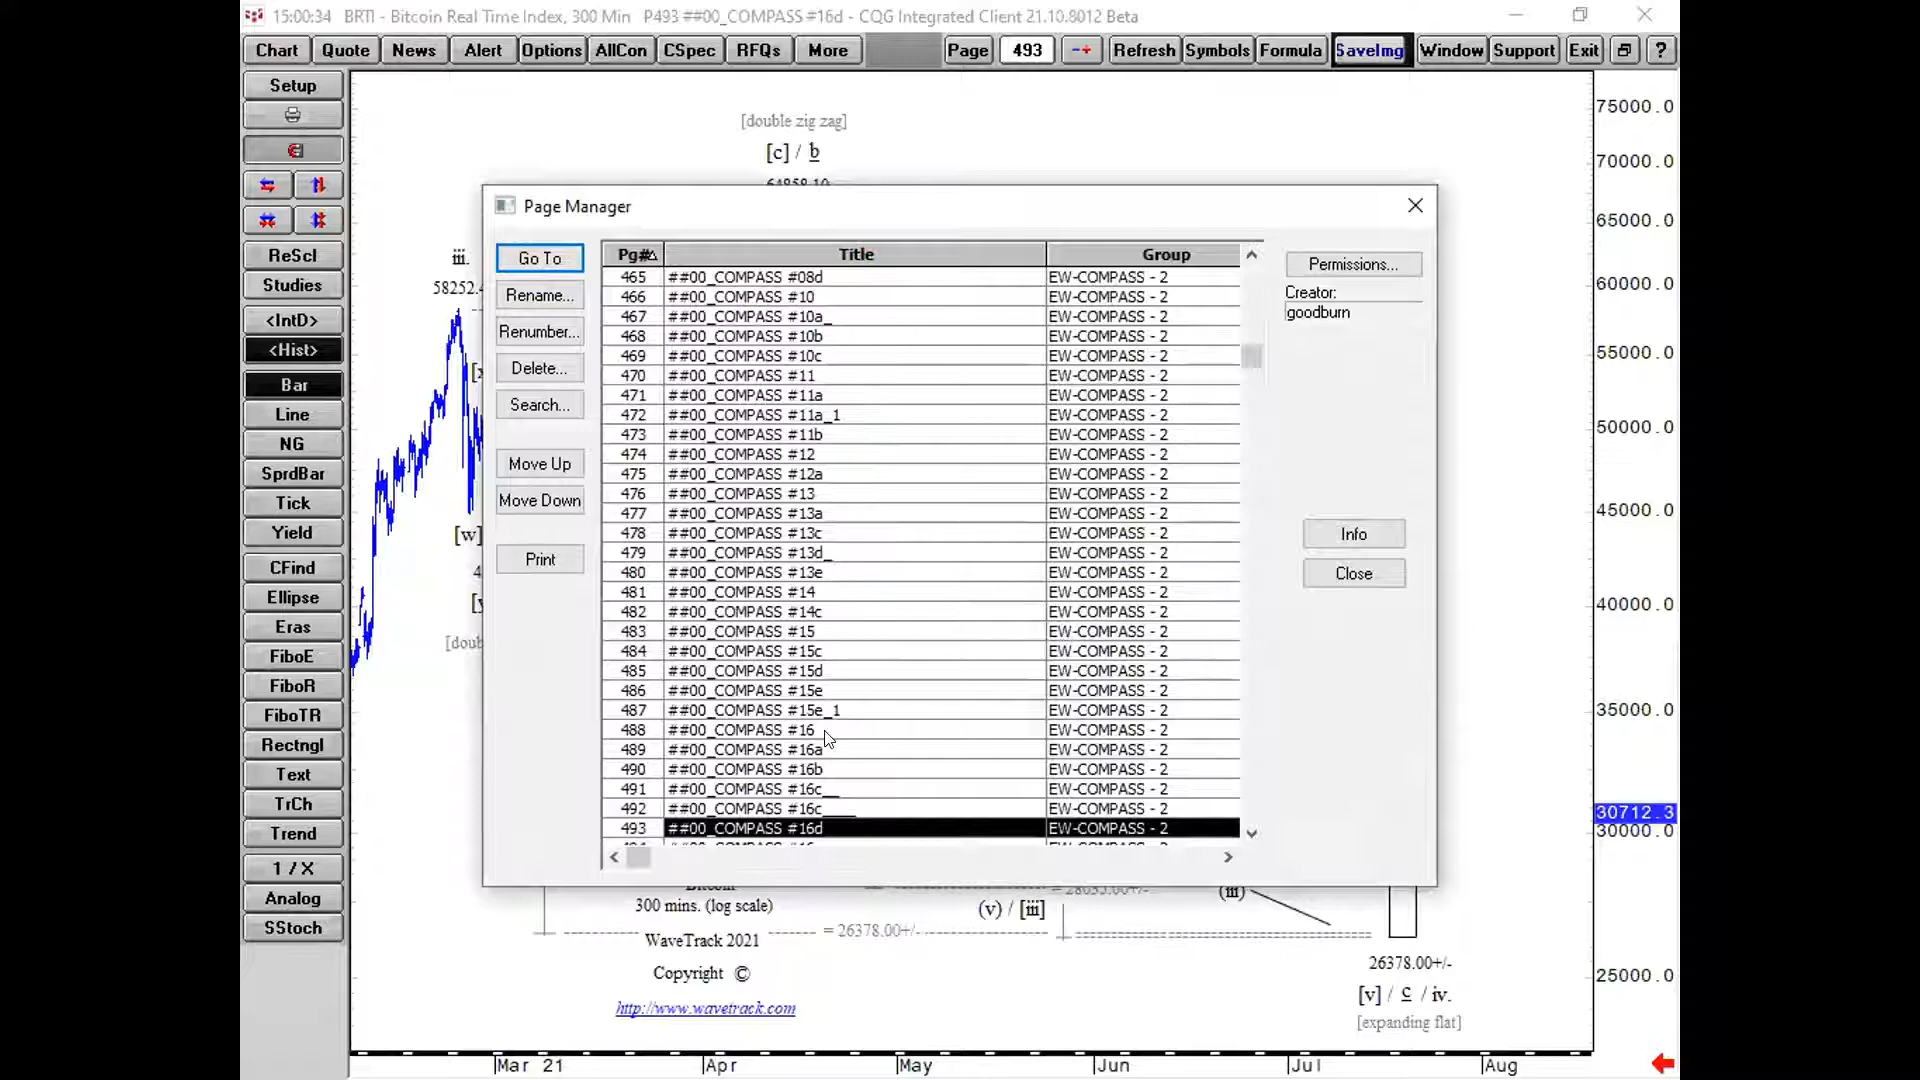 15:00:34 BRTI - Bitcoin Real Time Index, 300 Min P493 ##00_COMPASS #16d - CQG Integrated Client 21.10.8012 Beta
Chart Quote News Alert Options AllCon CSpec RFQs More Page 493 -+ Refresh Symbols Formula SaveImg Window Support Exit ?
Setup
ReScl
Studies
<IntD>
<Hist>
Bar
Line
NG
SprdBar
Tick
Yield
CFind
Ellipse
Eras
FiboE
FiboR
FiboTR
Rectngl
Text
TrCh
Trend
1 / X
Analog
SStoch
[double zig zag]
[c] / b
64858.10
iii.
58252.4
[w]
4
[doub
Page Manager
Go To
Rename...
Renumber...
Delete...
Search...
Move Up
Move Down
Print
Pg# Title Group
465 ##00_COMPASS #08d EW-COMPASS - 2
466 ##00_COMPASS #10 EW-COMPASS - 2
467 ##00_COMPASS #10a_ EW-COMPASS - 2
468 ##00_COMPASS #10b EW-COMPASS - 2
469 ##00_COMPASS #10c EW-COMPASS - 2
470 ##00_COMPASS #11 EW-COMPASS - 2
471 ##00_COMPASS #11a EW-COMPASS - 2
472 ##00_COMPASS #11a_1 EW-COMPASS - 2
473 ##00_COMPASS #11b EW-COMPASS - 2
474 ##00_COMPASS #12 EW-COMPASS - 2
475 ##00_COMPASS #12a EW-COMPASS - 2
476 ##00_COMPASS #13 EW-COMPASS - 2
477 ##00_COMPASS #13a EW-COMPASS - 2
478 ##00_COMPASS #13c EW-COMPASS - 2
479 ##00_COMPASS #13d_ EW-COMPASS - 2
480 ##00_COMPASS #13e EW-COMPASS - 2
481 ##00_COMPASS #14 EW-COMPASS - 2
482 ##00_COMPASS #14c EW-COMPASS - 2
483 ##00_COMPASS #15 EW-COMPASS - 2
484 ##00_COMPASS #15c EW-COMPASS - 2
485 ##00_COMPASS #15d EW-COMPASS - 2
486 ##00_COMPASS #15e EW-COMPASS - 2
487 ##00_COMPASS #15e_1 EW-COMPASS - 2
488 ##00_COMPASS #16 EW-COMPASS - 2
489 ##00_COMPASS #16a EW-COMPASS - 2
490 ##00_COMPASS #16b EW-COMPASS - 2
491 ##00_COMPASS #16c__ EW-COMPASS - 2
492 ##00_COMPASS #16c____ EW-COMPASS - 2
493 ##00_COMPASS #16d EW-COMPASS - 2
Permissions...
Creator:
goodburn
Info
Close
75000.0
70000.0
65000.0
60000.0
55000.0
50000.0
45000.0
40000.0
35000.0
30712.3
30000.0
25000.0
Bitcoin
300 mins. (log scale)
WaveTrack 2021
Copyright ©
http://www.wavetrack.com
= 28635.00+/-
(v) / [iii]
= 26378.00+/-
(iii)
26378.00+/-
[v] / c / iv.
[expanding flat]
Mar 21 Apr May Jun Jul Aug